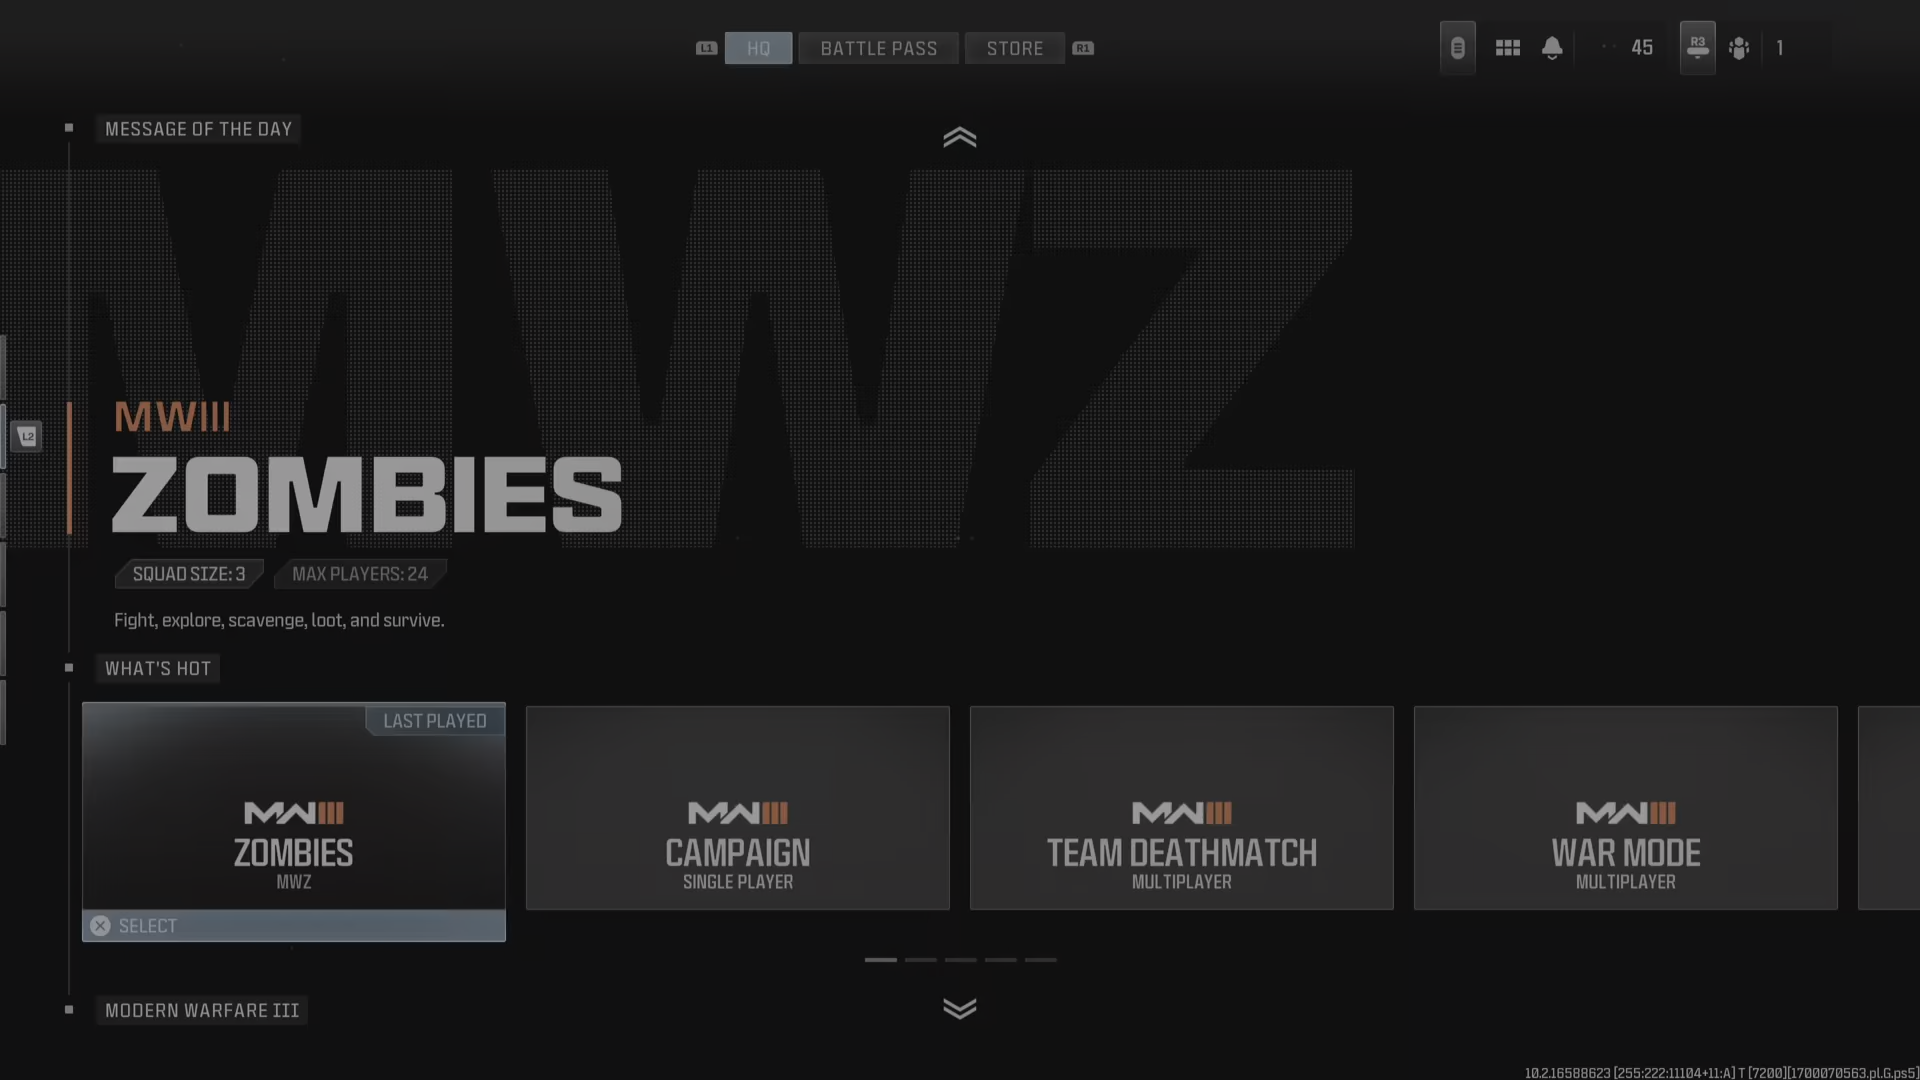 L1 HQ BATTLE PASS STORE R1
45 R3 1
MESSAGE OF THE DAY
MWZ
L2
MWIII
ZOMBIES
SQUAD SIZE: 3 MAX PLAYERS: 24
Fight, explore, scavenge, loot, and survive.
WHAT'S HOT
LAST PLAYED
MWIII
ZOMBIES
MWZ
SELECT
MWIII
CAMPAIGN
SINGLE PLAYER
MWIII
TEAM DEATHMATCH
MULTIPLAYER
MWIII
WAR MODE
MULTIPLAYER
MODERN WARFARE III
10.2.16588623 [255:222:11104+11:A] T [7200][1700070563.pl.G.ps5]